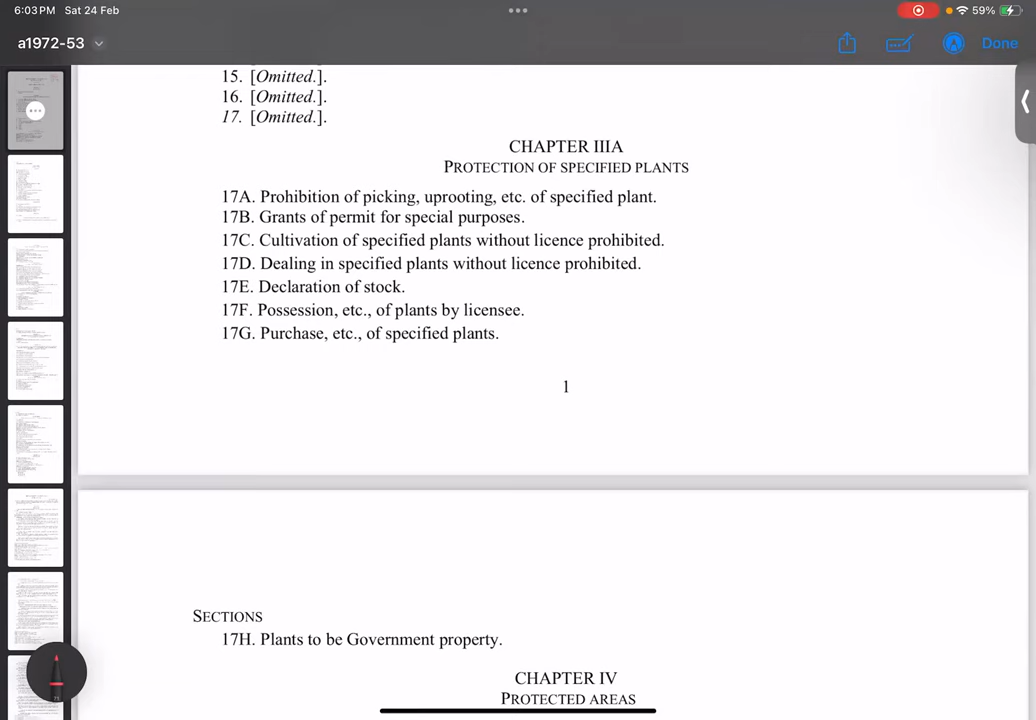 6:03 PM Sat 24 Feb
59%
a1972-53
Done
15. [Omitted.].
16. [Omitted.].
17. [Omitted.].
CHAPTER IIIA
PROTECTION OF SPECIFIED PLANTS
17A. Prohibition of picking, uprooting, etc. of specified plant.
17B. Grants of permit for special purposes.
17C. Cultivation of specified plants without licence prohibited.
17D. Dealing in specified plants without licence prohibited.
17E. Declaration of stock.
17F. Possession, etc., of plants by licensee.
17G. Purchase, etc., of specified plants.
1
SECTIONS
17H. Plants to be Government property.
CHAPTER IV
PROTECTED AREAS